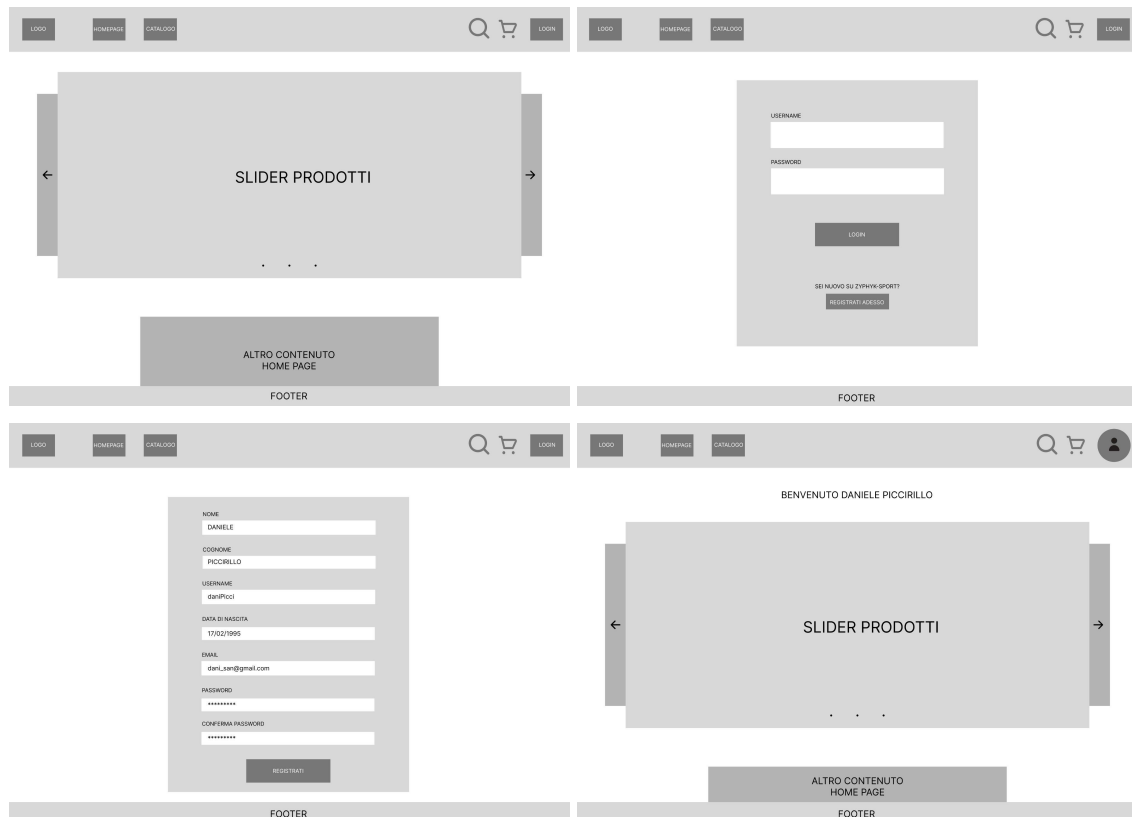 LOGO
HOMEPAGE
CATALOGO
LOGIN
SLIDER PRODOTTI
ALTRO CONTENUTO
HOME PAGE
FOOTER
LOGO
HOMEPAGE
CATALOGO
LOGIN
USERNAME
PASSWORD
LOGIN
SEI NUOVO SU ZYPHYK-SPORT?
REGISTRATI ADESSO
FOOTER
LOGO
HOMEPAGE
CATALOGO
LOGIN
NOME
DANIELE
COGNOME
PICCIRILLO
USERNAME
daniPicci
DATA DI NASCITA
17/02/1995
EMAIL
dani_san@gmail.com
PASSWORD
*********
CONFERMA PASSWORD
*********
REGISTRATI
FOOTER
LOGO
HOMEPAGE
CATALOGO
BENVENUTO DANIELE PICCIRILLO
SLIDER PRODOTTI
ALTRO CONTENUTO
HOME PAGE
FOOTER